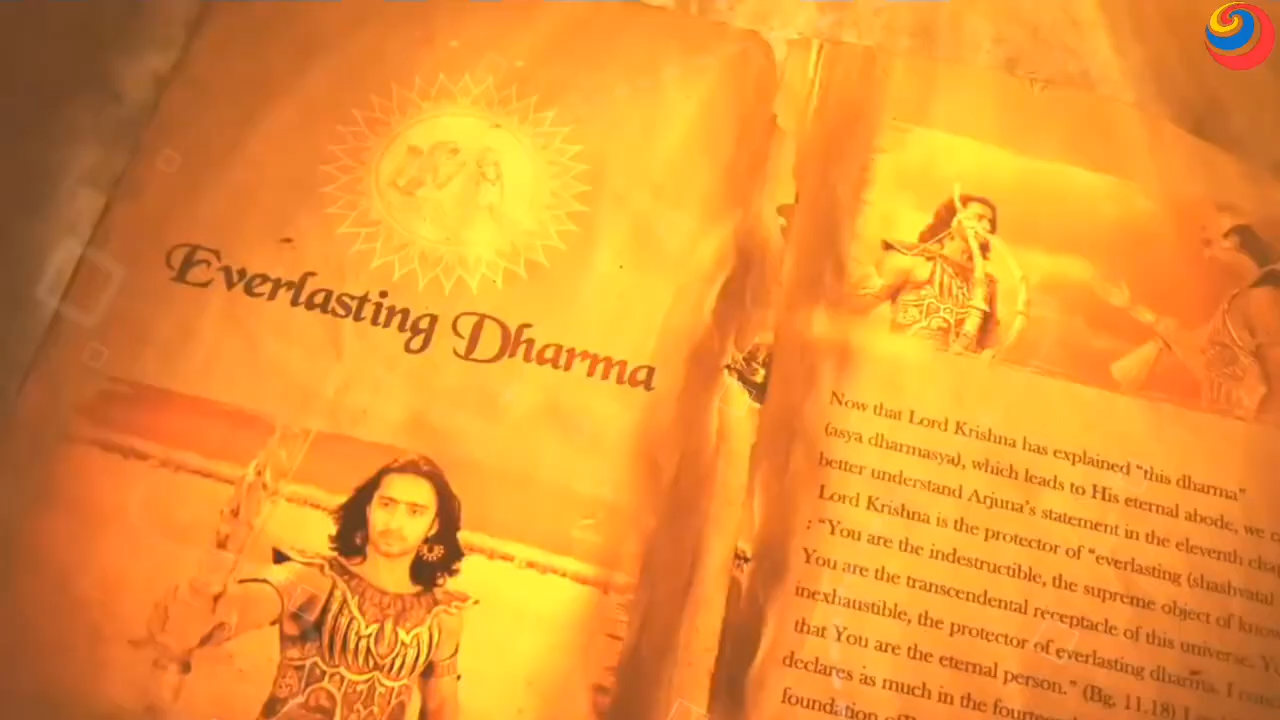 Everlasting Dharma
Now that Lord Krishna has explained “this dharma”
(asya dharmasya), which leads to His eternal abode, we
better understand Arjuna’s statement in the eleventh
Lord Krishna is the protector of “everlasting (shashvata
: “You are the indestructible, the supreme object of
You are the transcendental receptacle of this universe.
inexhaustible, the protector of everlasting dharma. I
that You are the eternal person.” (Bg. 11.18)
declares as much in the
foundation